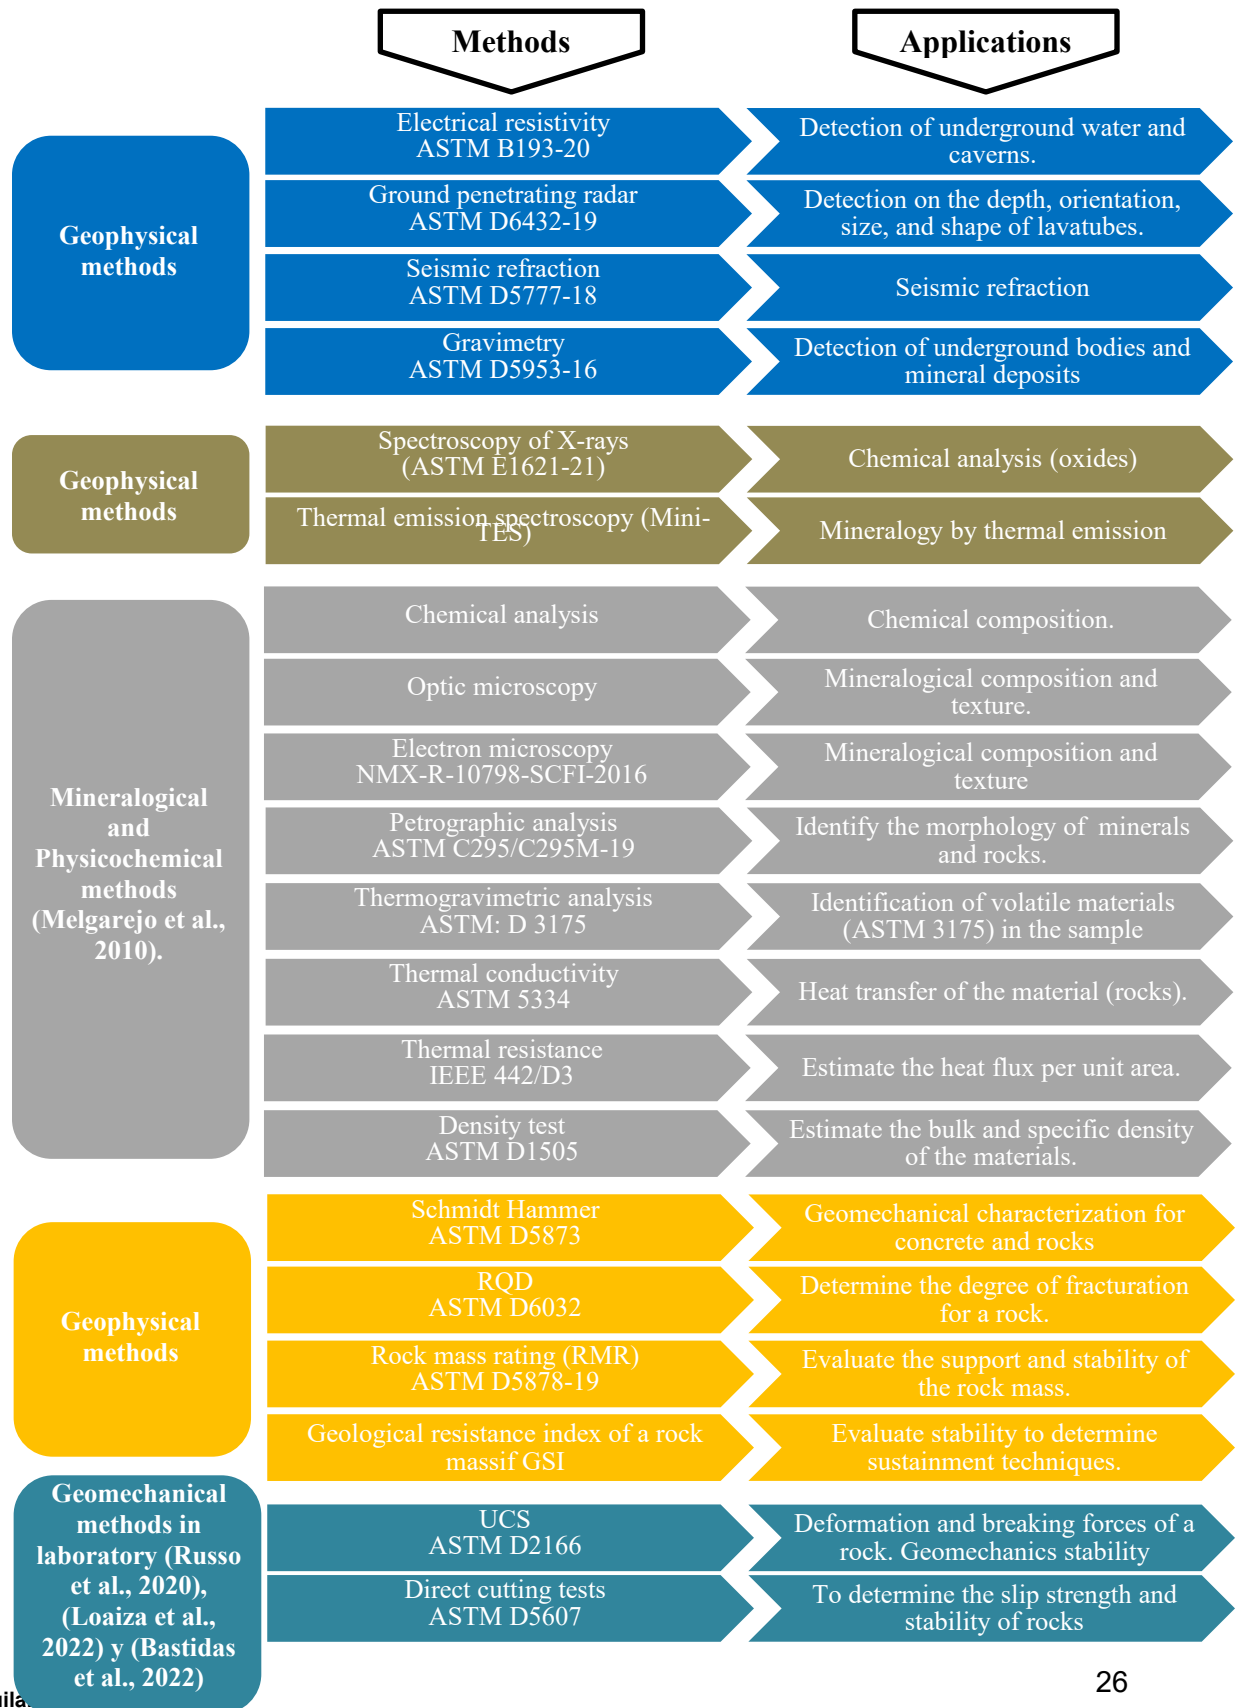 Methods
Applications
Geophysical
methods
Electrical resistivity
ASTM B193-20
Detection of underground water and
caverns.
Ground penetrating radar
ASTM D6432-19
Detection on the depth, orientation,
size, and shape of lavatubes.
Seismic refraction
ASTM D5777-18
Seismic refraction
Gravimetry
ASTM D5953-16
Detection of underground bodies and
mineral deposits
Geophysical
methods
Spectroscopy of X-rays
(ASTM E1621-21)
Chemical analysis (oxides)
Thermal emission spectroscopy (Mini-
TES)
Mineralogy by thermal emission
Mineralogical
and
Physicochemical
methods
(Melgarejo et al.,
2010).
Chemical analysis
Chemical composition.
Optic microscopy
Mineralogical composition and
texture.
Electron microscopy
NMX-R-10798-SCFI-2016
Mineralogical composition and
texture
Petrographic analysis
ASTM C295/C295M-19
Identify the morphology of  minerals
and rocks.
Thermogravimetric analysis
ASTM: D 3175
Identification of volatile materials
(ASTM 3175) in the sample
Thermal conductivity
ASTM 5334
Heat transfer of the material (rocks).
Thermal resistance
IEEE 442/D3
Estimate the heat flux per unit area.
Density test
ASTM D1505
Estimate the bulk and specific density
of the materials.
Geophysical
methods
Schmidt Hammer
ASTM D5873
Geomechanical characterization for
concrete and rocks
RQD
ASTM D6032
Determine the degree of fracturation
for a rock.
Rock mass rating (RMR)
ASTM D5878-19
Evaluate the support and stability of
the rock mass.
Geological resistance index of a rock
massif GSI
Evaluate stability to determine
sustainment techniques.
Geomechanical
methods in
laboratory (Russo
et al., 2020),
(Loaiza et al.,
2022) y (Bastidas
et al., 2022)
UCS
ASTM D2166
Deformation and breaking forces of a
rock. Geomechanics stability
Direct cutting tests
ASTM D5607
To determine the slip strength and
stability of rocks
26